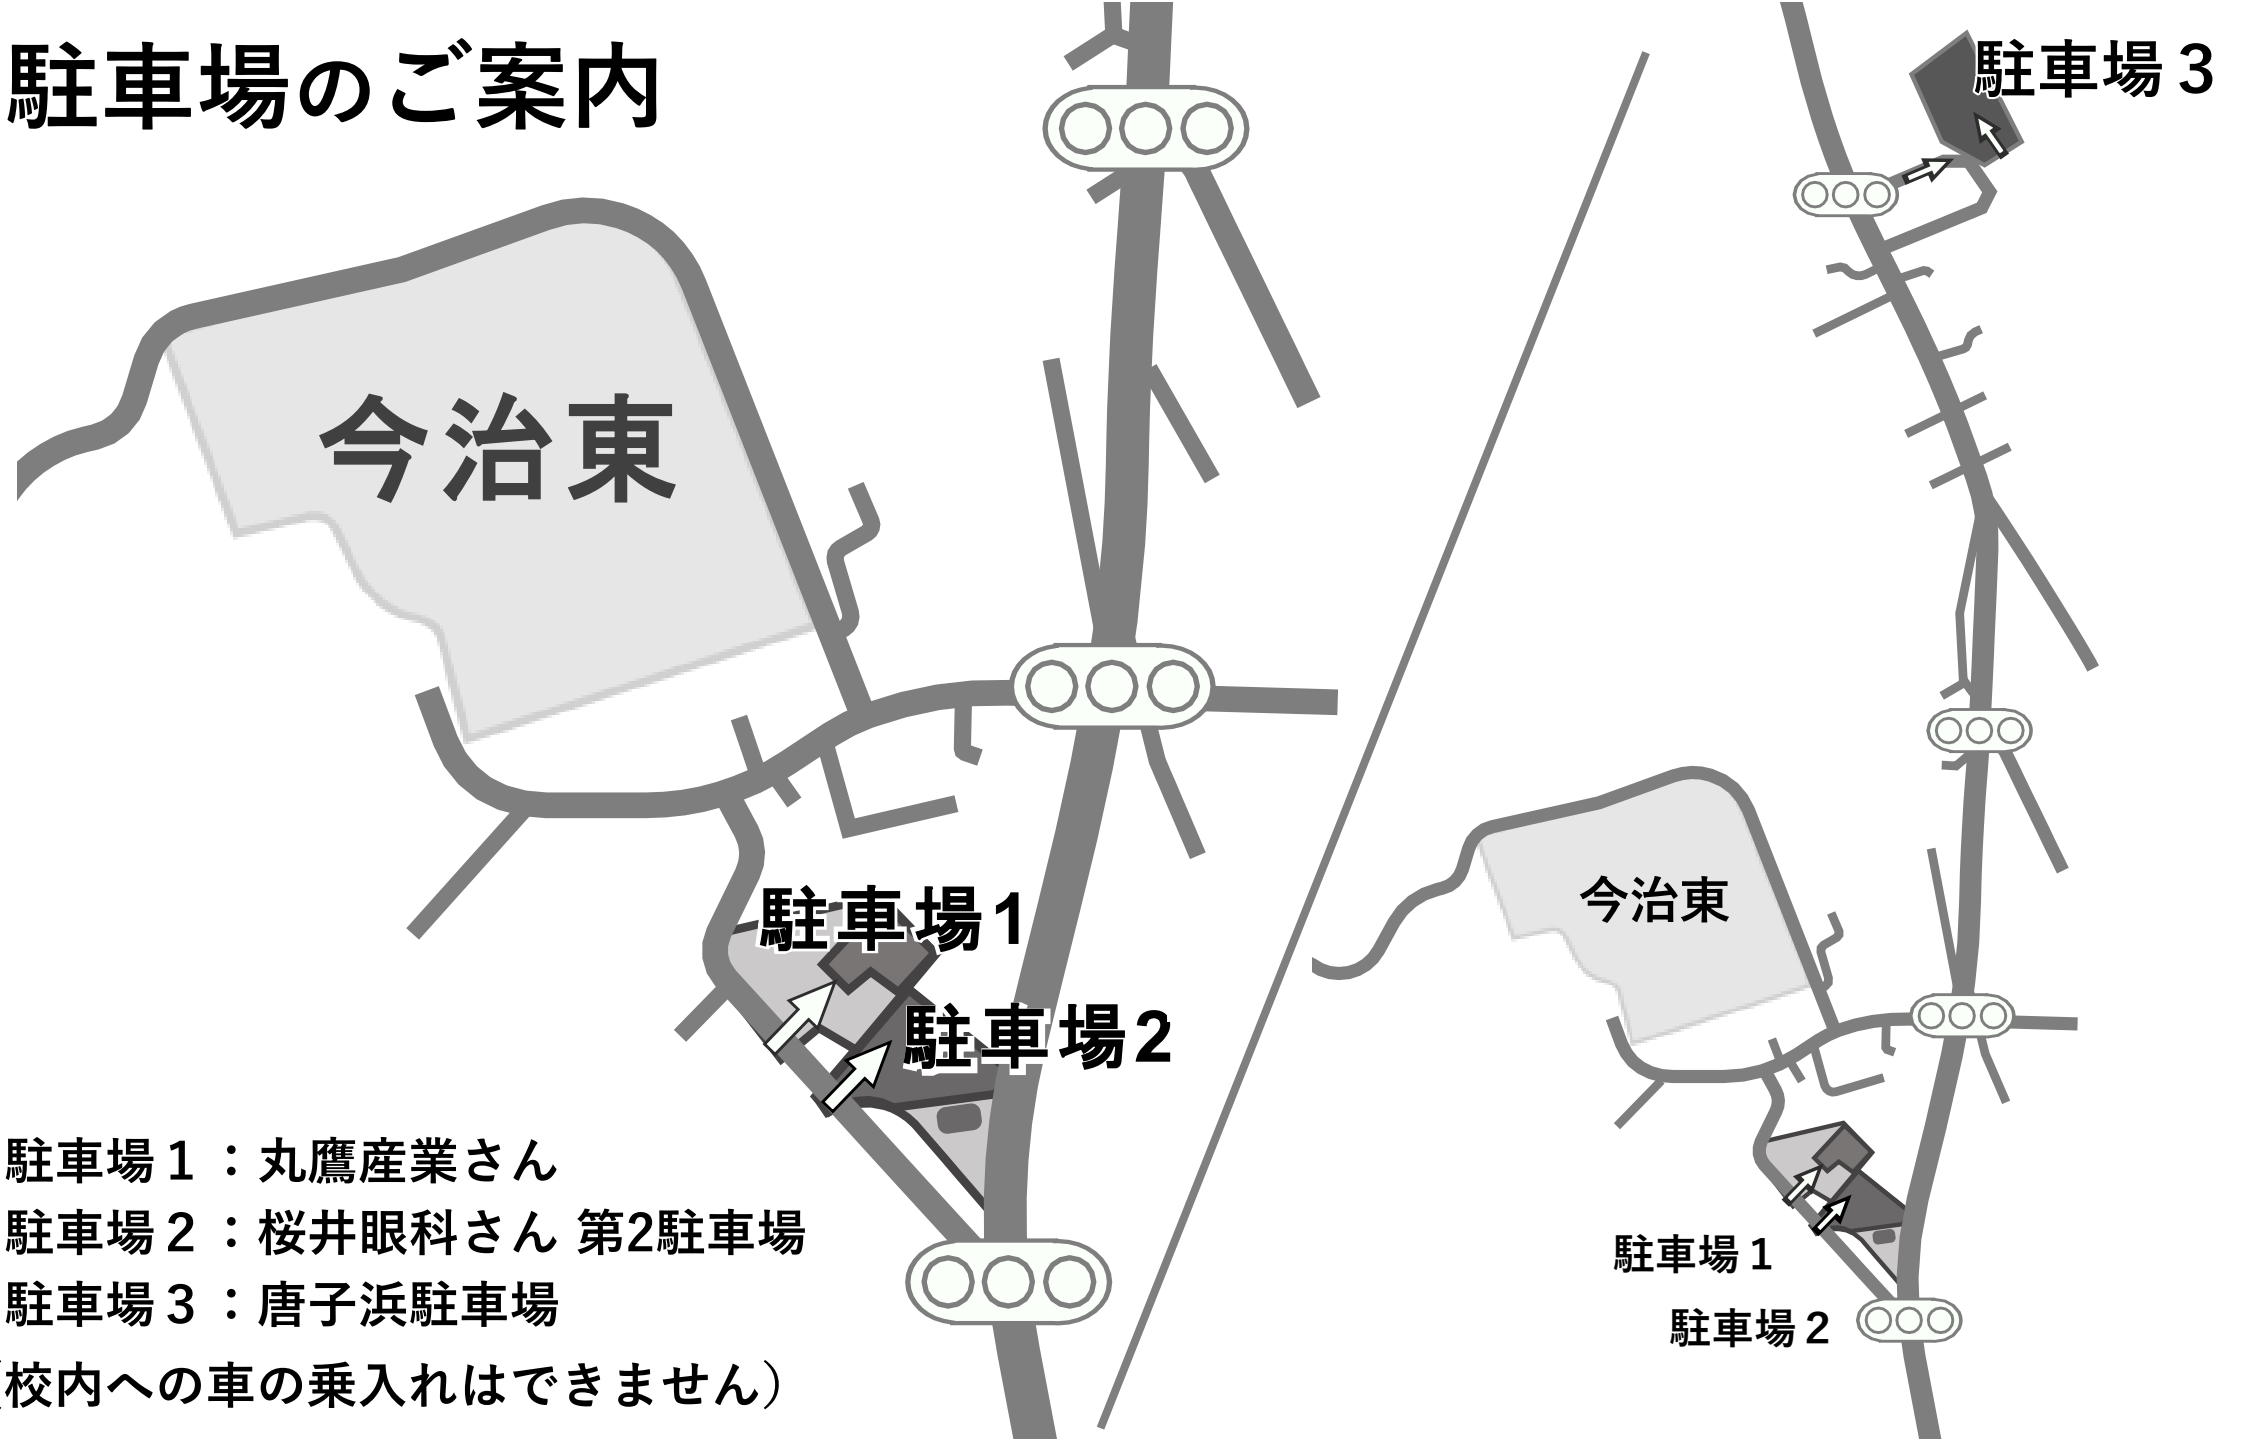 駐車場のご案内
今治東
駐車場1
駐車場2
駐車場１：丸鷹産業さん
駐車場２：桜井眼科さん 第2駐車場
駐車場３：唐子浜駐車場
（校内への車の乗入れはできません）
駐車場３
今治東
駐車場１
駐車場２